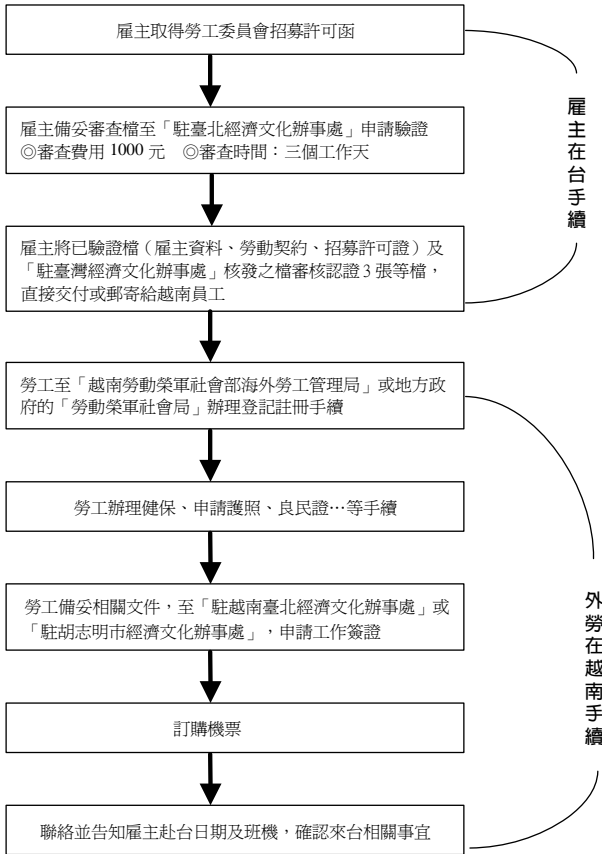 雇主取得勞工委員會招募許可函
雇主備妥審查檔至「駐臺北經濟文化辦事處」申請驗證
◎審查費用 1000 元　◎審查時間：三個工作天
雇主將已驗證檔（雇主資料、勞動契約、招募許可證）及
「駐臺灣經濟文化辦事處」核發之檔審核認證 3 張等檔，
直接交付或郵寄給越南員工
雇主在台手續
勞工至「越南勞動榮軍社會部海外勞工管理局」或地方政
府的「勞動榮軍社會局」辦理登記註冊手續
勞工辦理健保、申請護照、良民證…等手續
勞工備妥相關文件，至「駐越南臺北經濟文化辦事處」或
「駐胡志明市經濟文化辦事處」，申請工作簽證
訂購機票
聯絡並告知雇主赴台日期及班機，確認來台相關事宜
外勞在越南手續